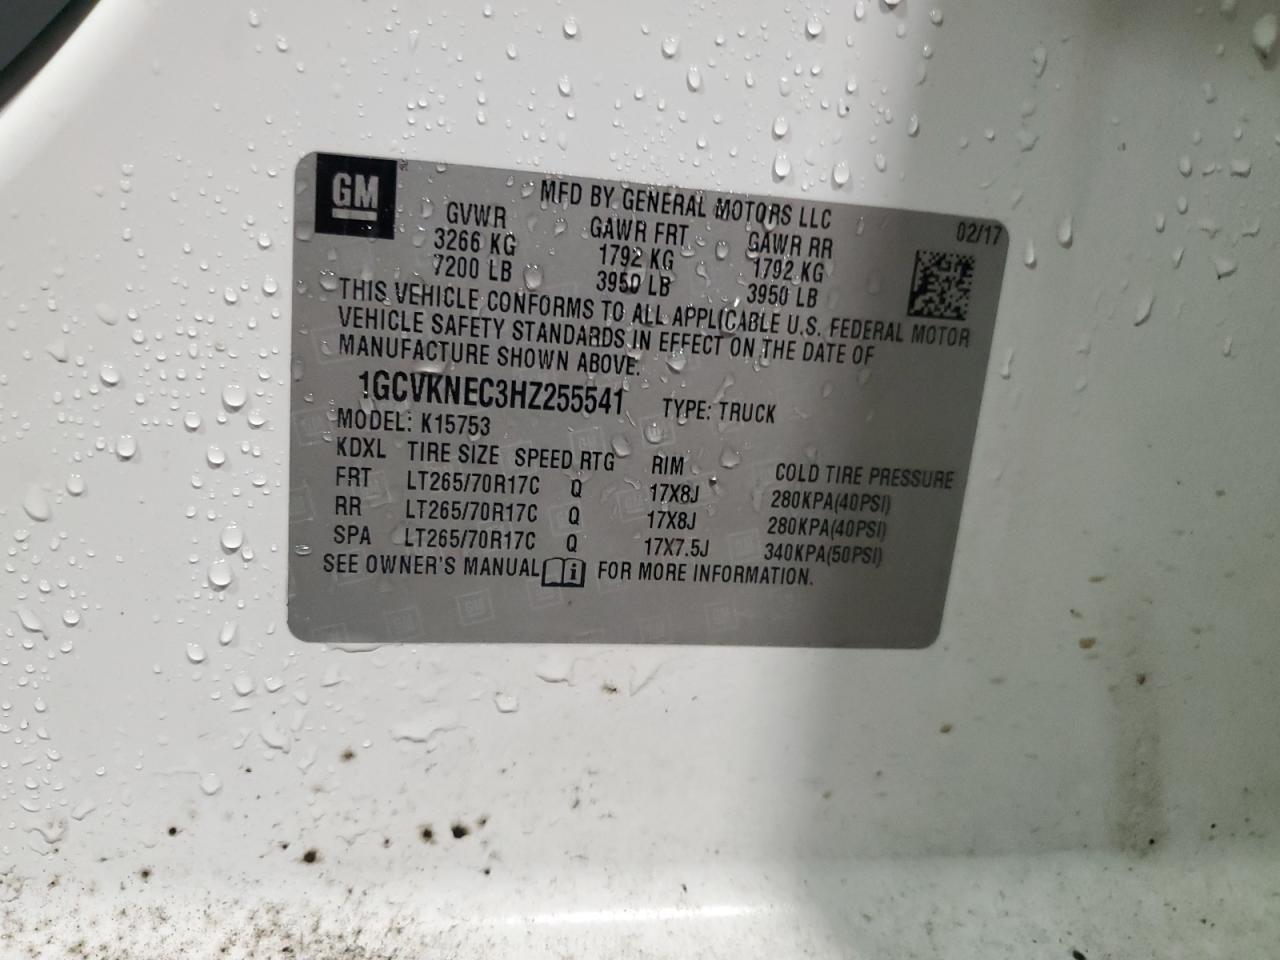 GM
MFD BY GENERAL MOTORS LLC
02/17
GVWR GAWR FRT GAWR RR
3266 KG 1792 KG 1792 KG
7200 LB 3950 LB 3950 LB
THIS VEHICLE CONFORMS TO ALL APPLICABLE U.S. FEDERAL MOTOR
VEHICLE SAFETY STANDARDS IN EFFECT ON THE DATE OF
MANUFACTURE SHOWN ABOVE.
1GCVKNEC3HZ255541 TYPE: TRUCK
MODEL: K15753
KDXL TIRE SIZE SPEED RTG RIM COLD TIRE PRESSURE
FRT LT265/70R17C Q 17X8J 280KPA(40PSI)
RR LT265/70R17C Q 17X8J 280KPA(40PSI)
SPA LT265/70R17C Q 17X7.5J 340KPA(50PSI)
SEE OWNER'S MANUAL i FOR MORE INFORMATION.